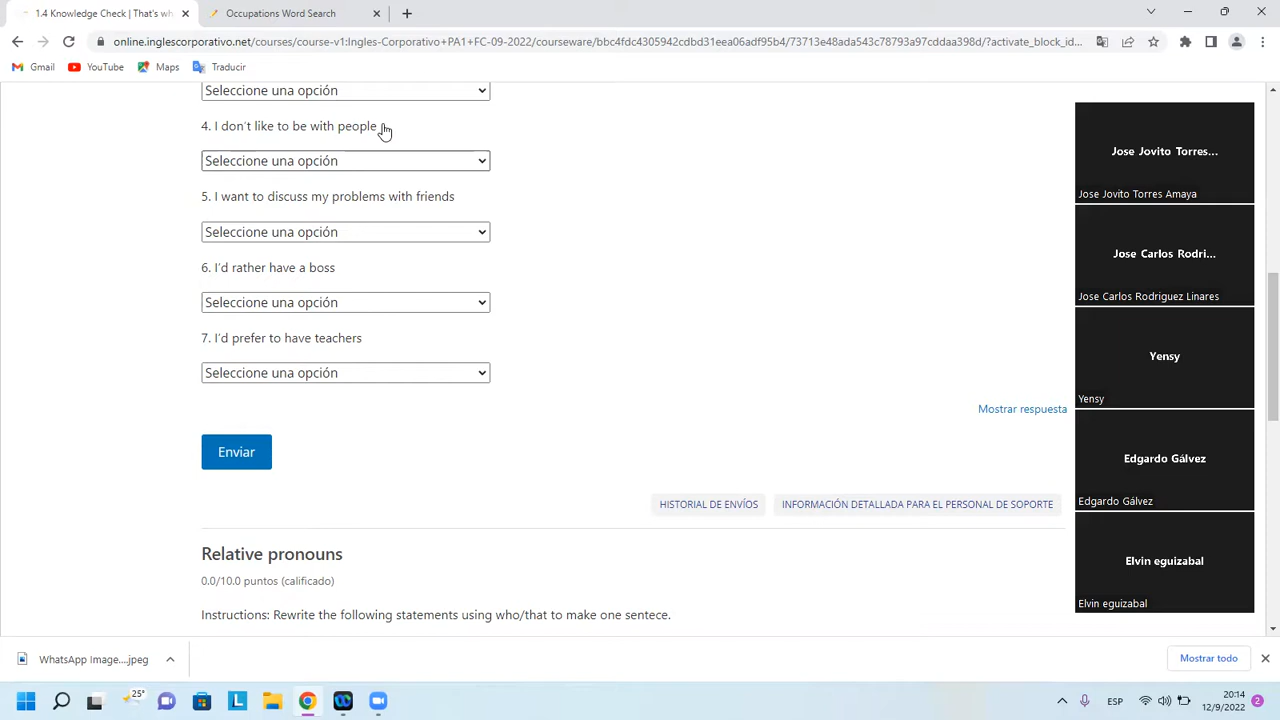 1.4 Knowledge Check | That's wh
Occupations Word Search
online.inglescorporativo.net/courses/course-v1:Ingles-Corporativo+PA1+FC-09-2022/courseware/bbc4fdc4305942cdbd31eea06adf95b4/73713e48ada543c78793a97cddaa398d/?activate_block_id...
Gmail
YouTube
Maps
Traducir
Seleccione una opción
4. I don't like to be with people
Seleccione una opción
5. I want to discuss my problems with friends
Seleccione una opción
6. I'd rather have a boss
Seleccione una opción
7. I'd prefer to have teachers
Seleccione una opción
Mostrar respuesta
Enviar
HISTORIAL DE ENVÍOS
INFORMACIÓN DETALLADA PARA EL PERSONAL DE SOPORTE
Relative pronouns
0.0/10.0 puntos (calificado)
Instructions: Rewrite the following statements using who/that to make one sentece.
Jose Jovito Torres...
Jose Jovito Torres Amaya
Jose Carlos Rodri...
Jose Carlos Rodriguez Linares
Yensy
Yensy
Edgardo Gálvez
Edgardo Gálvez
Elvin eguizabal
Elvin eguizabal
WhatsApp Image....jpeg
Mostrar todo
25°
L
ESP
20:14
12/9/2022
2